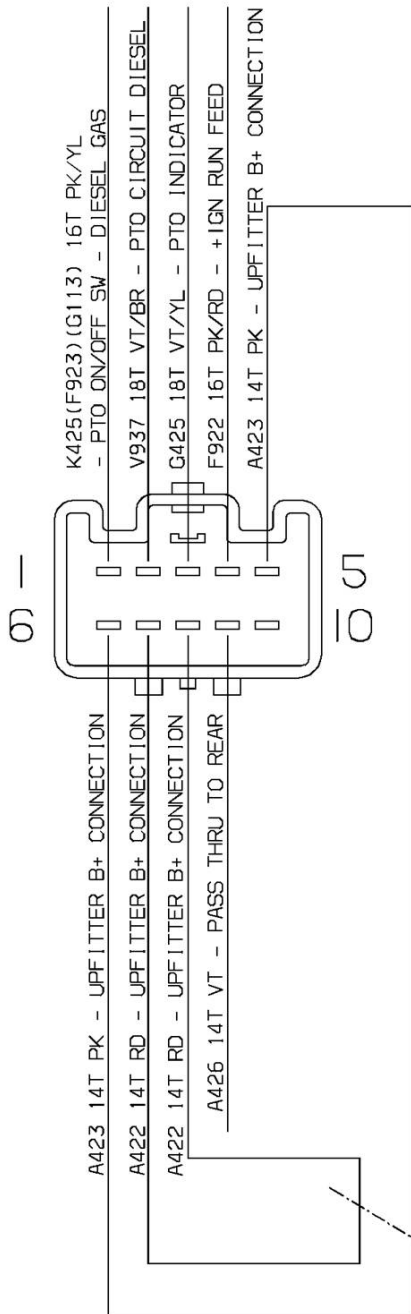 K425(F923)(G113) 16T PK/YL
- PTO ON/OFF SW - DIESEL GAS
V937 18T VT/BR - PTO CIRCUIT DIESEL
G425 18T VT/YL - PTO INDICATOR
F922 16T PK/RD - +IGN RUN FEED
A423 14T PK - UPFITTER B+ CONNECTION
1
5
6
10
A423 14T PK - UPFITTER B+ CONNECTION
A422 14T RD - UPFITTER B+ CONNECTION
A422 14T RD - UPFITTER B+ CONNECTION
A426 14T VT - PASS THRU TO REAR